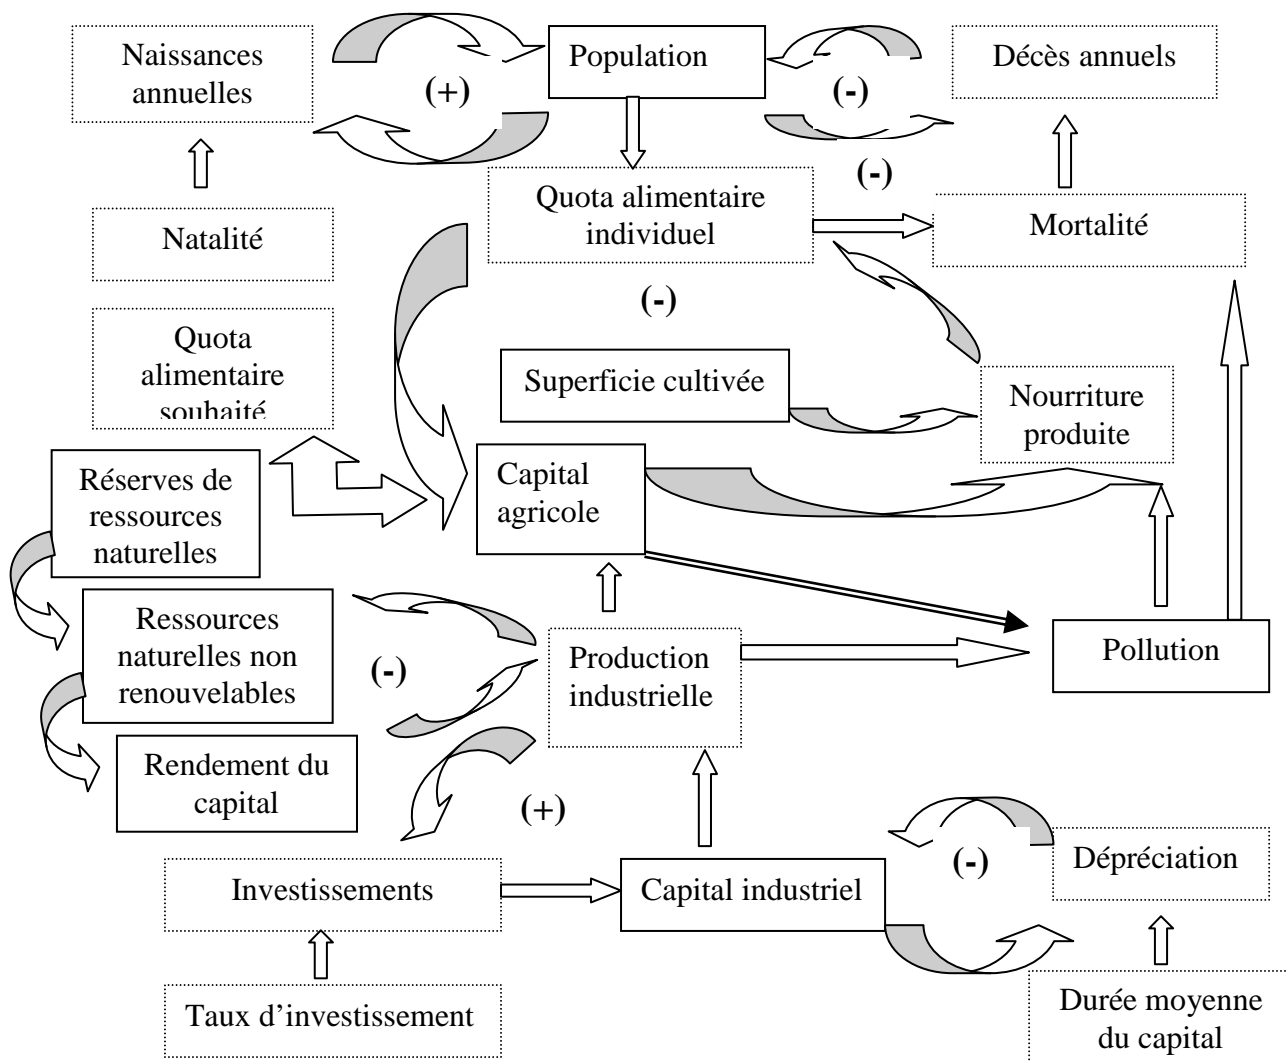 Naissances
annuelles
(+)
Population
(-)
Décès annuels
(-)
Natalité
Quota alimentaire
individuel
Mortalité
(-)
Quota
alimentaire
souhaité
Superficie cultivée
Nourriture
produite
Réserves de
ressources
naturelles
Capital
agricole
Ressources
naturelles non
renouvelables
(-)
Production
industrielle
Pollution
Rendement du
capital
(+)
(-)
Dépréciation
Investissements
Capital industriel
Taux d’investissement
Durée moyenne
du capital